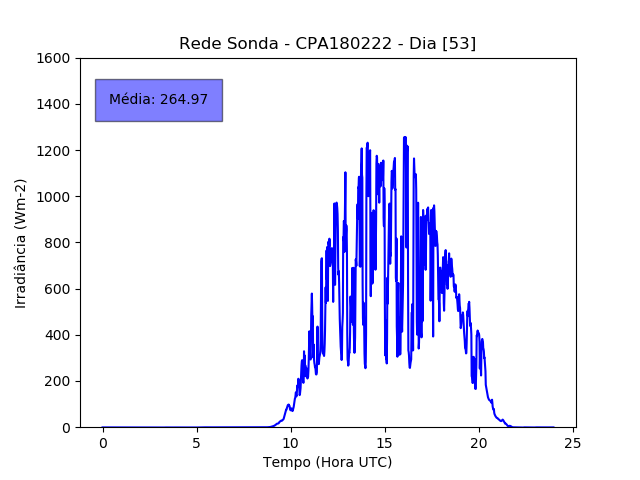 Rede Sonda - CPA180222 - Dia [53]
1600
1400
1200
1000
800
600
400
200
0
Irradiância (Wm-2)
Média: 264.97
0 5 10 15 20 25
Tempo (Hora UTC)